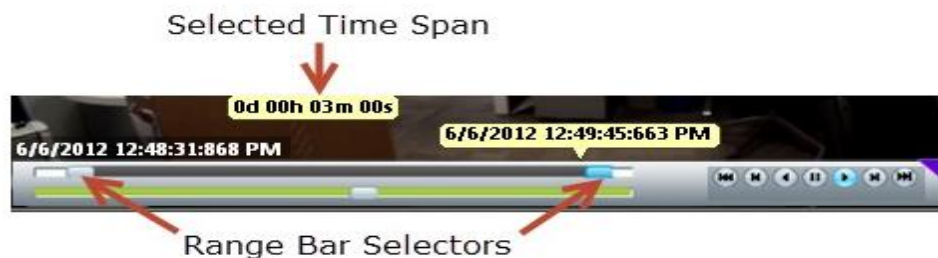 Selected Time Span
0d 00h 03m 00s
6/6/2012 12:49:45:663 PM
6/6/2012 12:48:31:868 PM
Range Bar Selectors